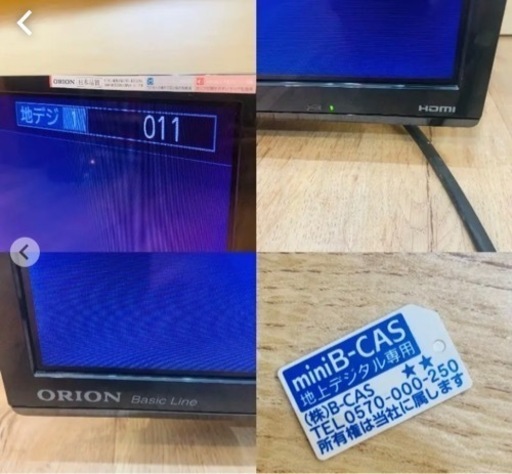 ORION
地デジ 011
HDMI
ORION Basic Line
miniB-CAS
地上デジタル専用
★★
(株)B-CAS
TEL 0570-000-250
所有権は当社に属します